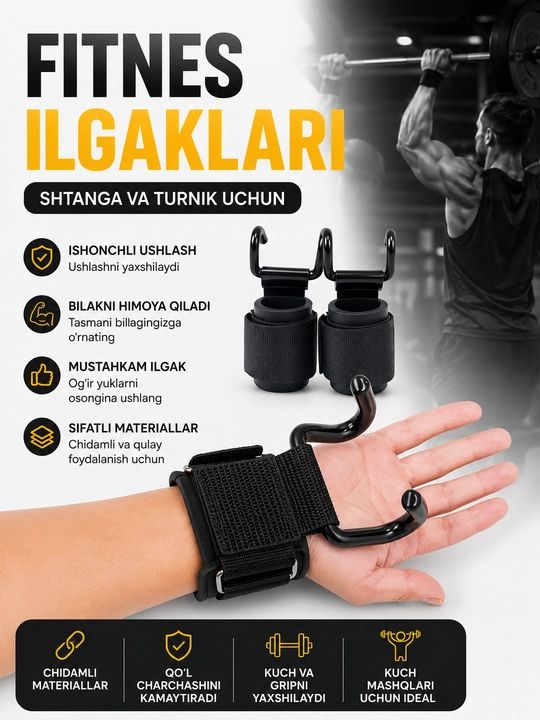 FITNES
ILGAKLARI
SHTANGA VA TURNIK UCHUN
ISHONCHLI USHLASH
Ushlashni yaxshilaydi
BILAKNI HIMOYA QILADI
Tasmani billagingizga
o'rnating
MUSTAHKAM ILGAK
Og'ir yuklarni
osongina ushlang
SIFATLI MATERIALLAR
Chidamli va qulay
foydalanish uchun
CHIDAMLI
MATERIALLAR
QO'L
CHARCHASHINI
KAMAYTIRADI
KUCH VA
GRIPNI
YAXSHILAYDI
KUCH
MASHQLARI
UCHUN IDEAL